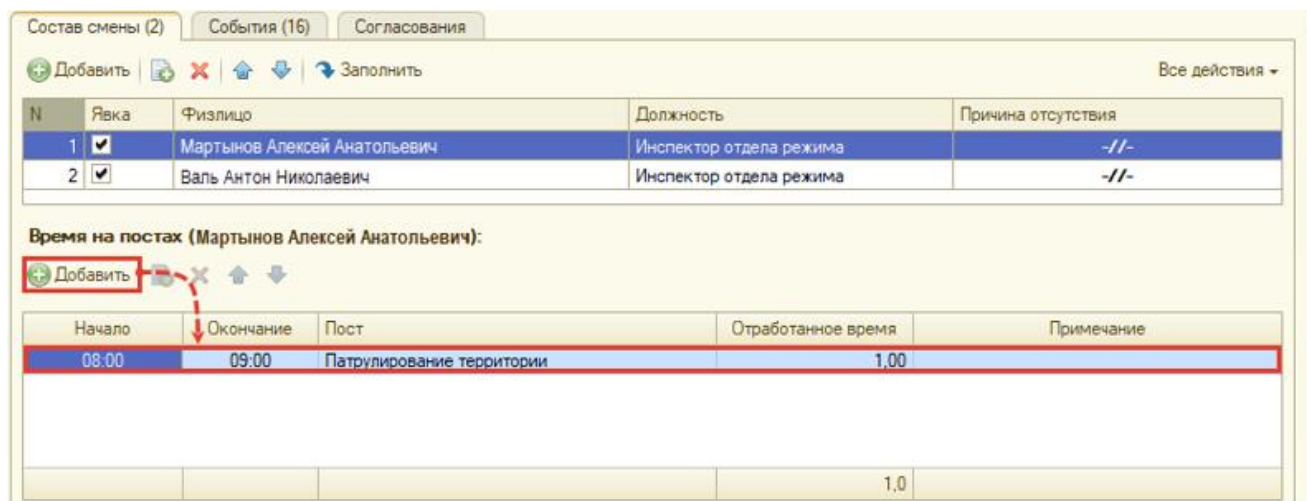 Состав смены (2) События (16) Согласования
Добавить Заполнить Все действия
N Явка Физлицо Должность Причина отсутствия
1 Мартынов Алексей Анатольевич Инспектор отдела режима -//-
2 Валь Антон Николаевич Инспектор отдела режима -//-
Время на постах (Мартынов Алексей Анатольевич):
Добавить
Начало Окончание Пост Отработанное время Примечание
08:00 09:00 Патрулирование территории 1,00
1,0